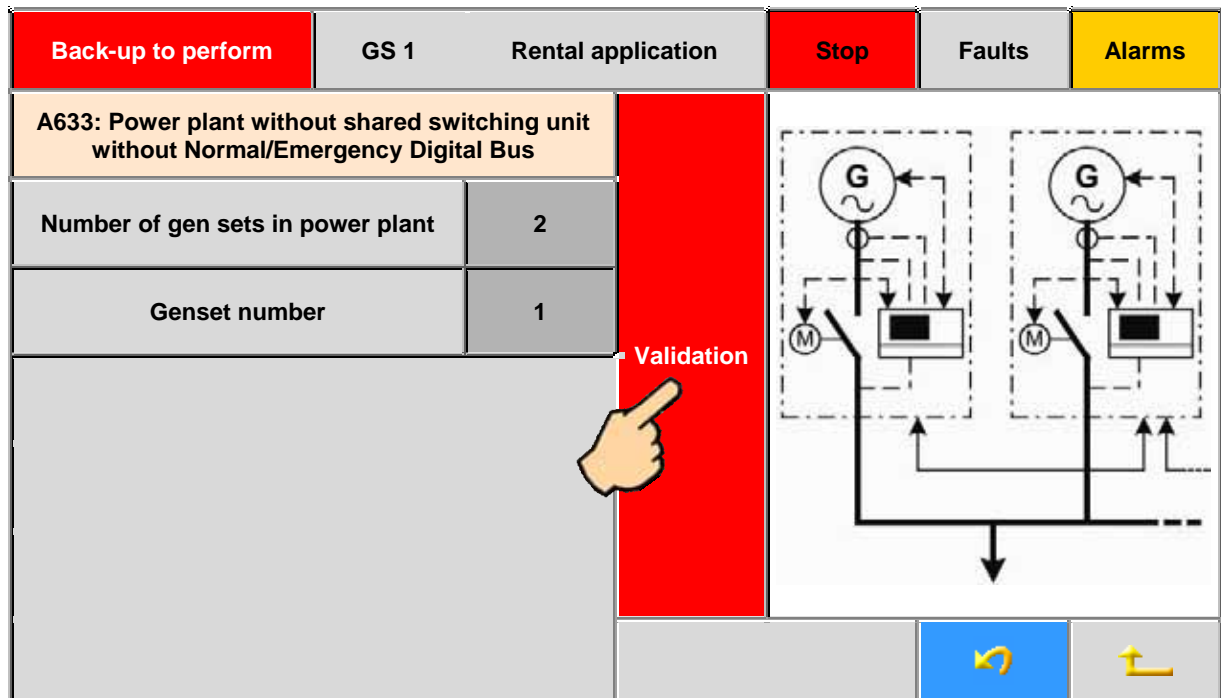 Back-up to perform
GS 1
Rental application
Stop
Faults
Alarms
A633: Power plant without shared switching unit
without Normal/Emergency Digital Bus
Number of gen sets in power plant
2
Genset number
1
Validation
G
G
M
M